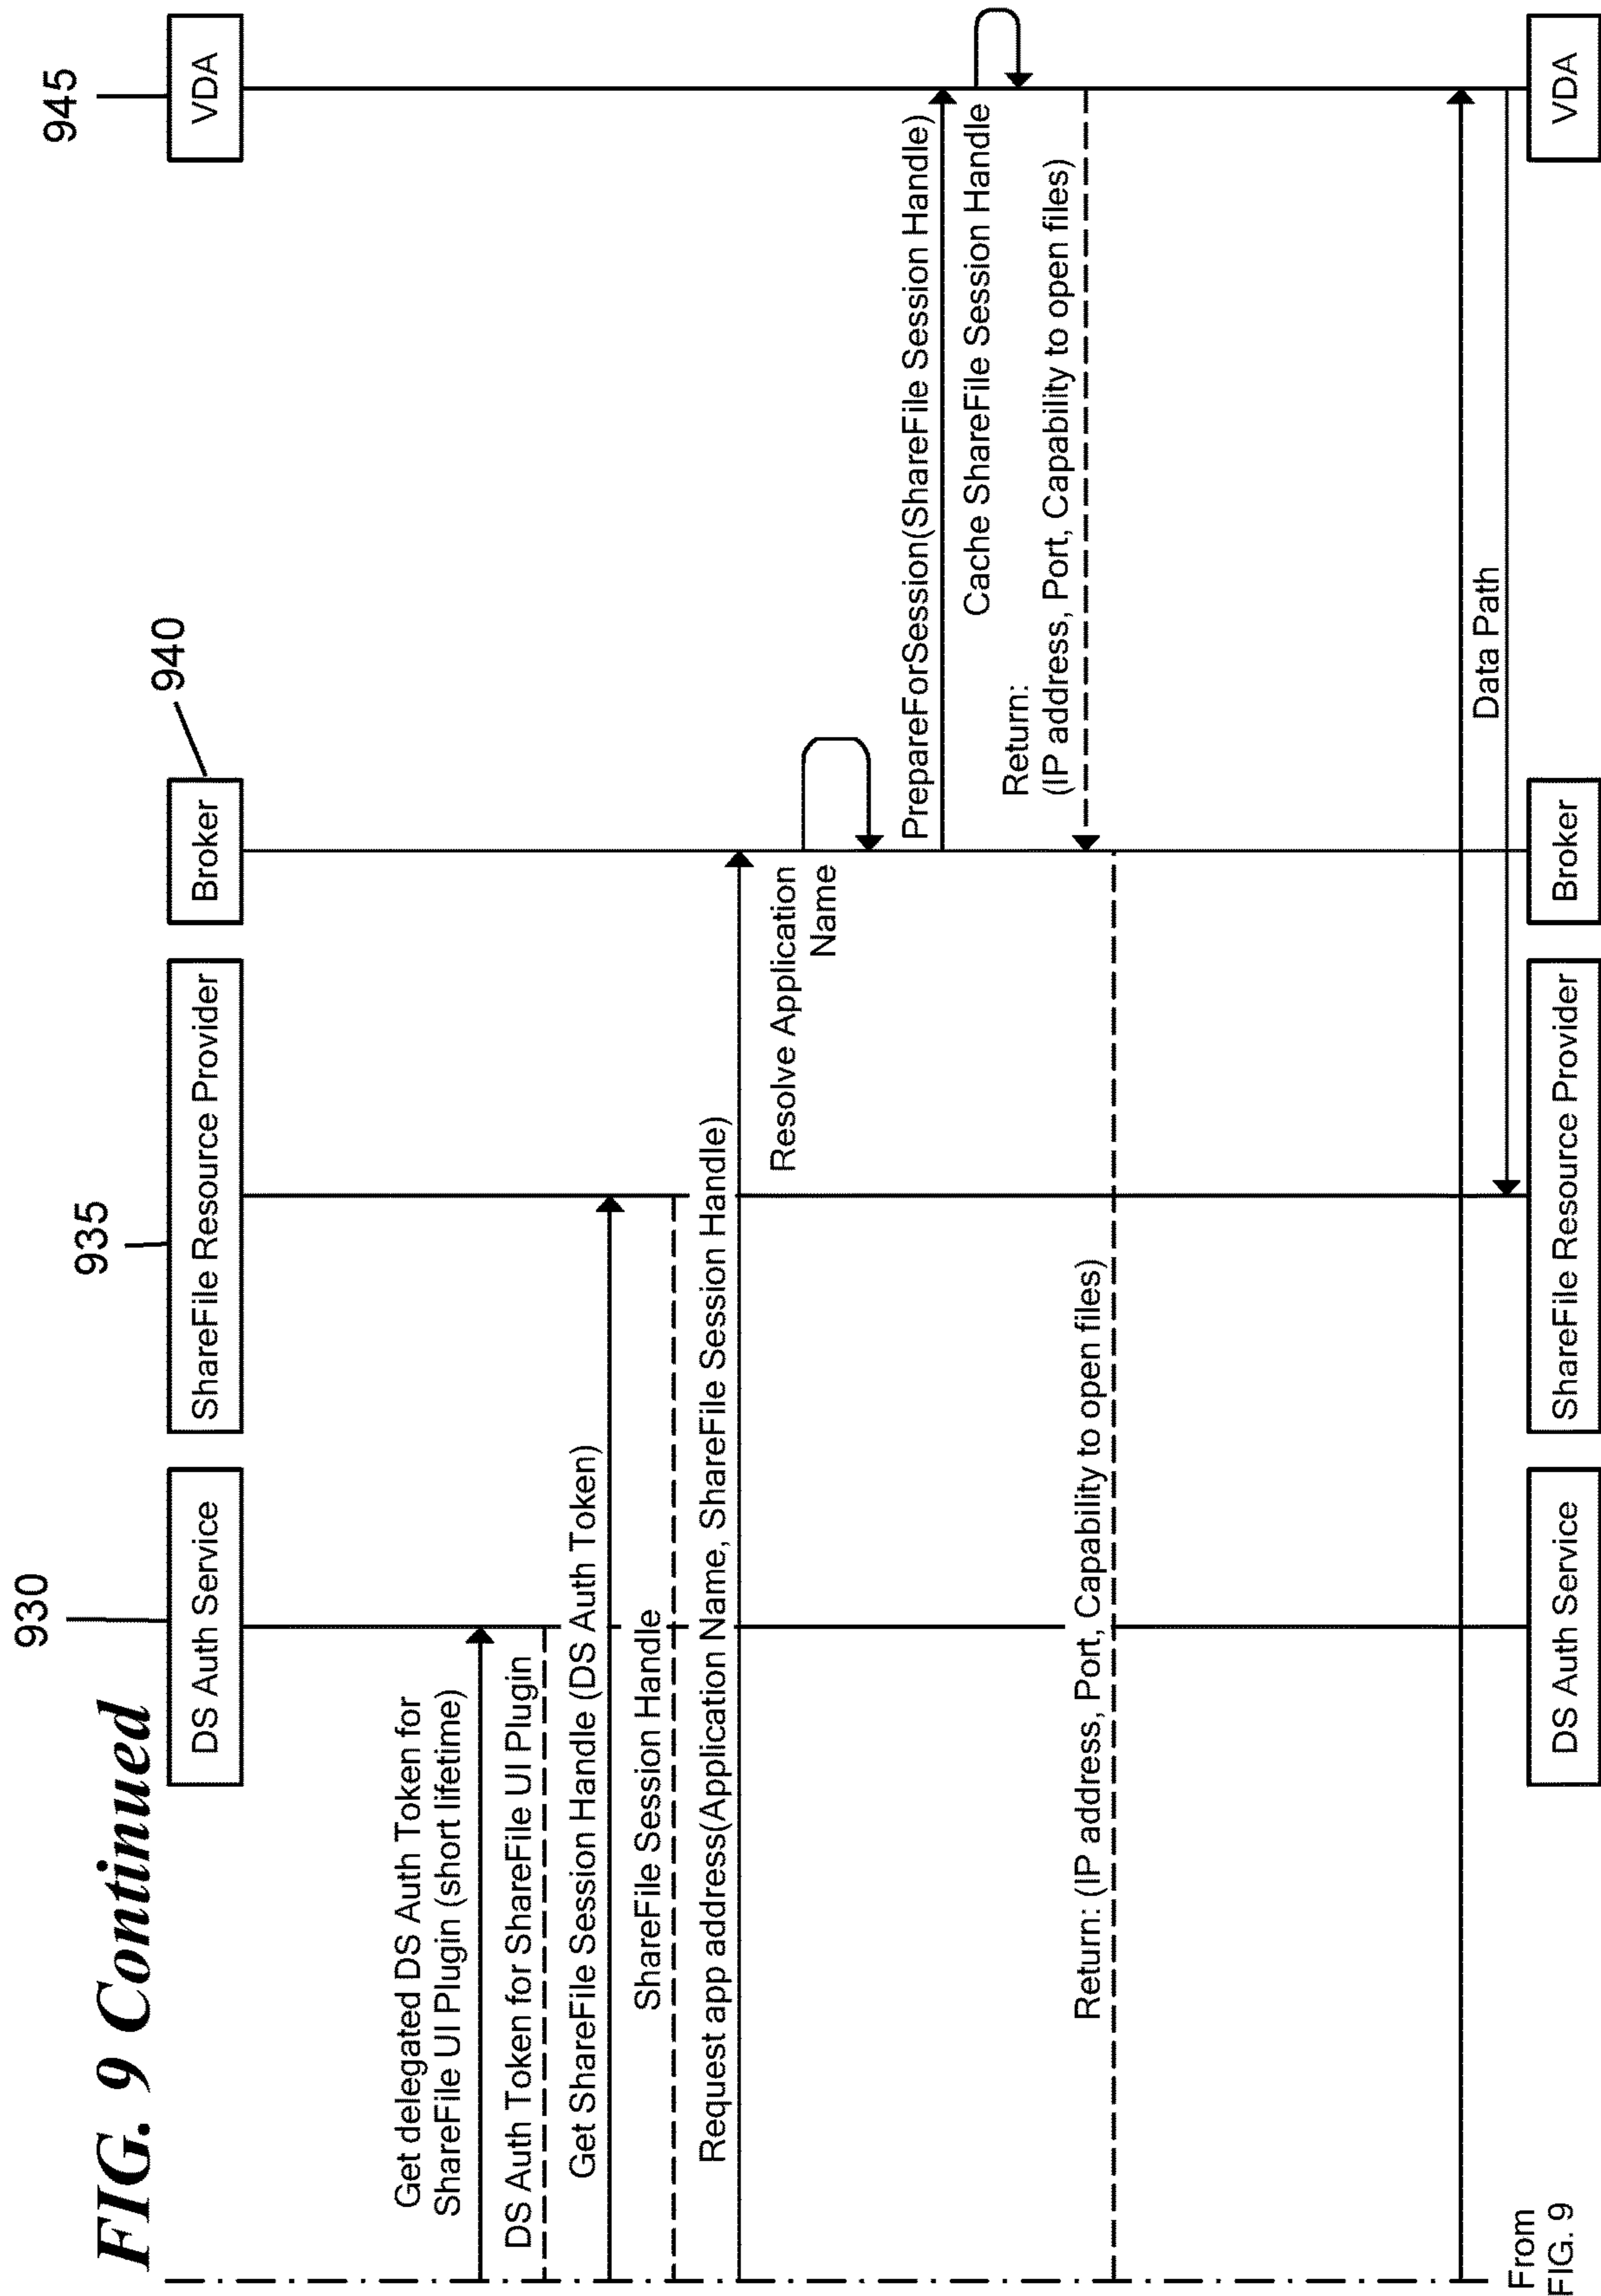 FIG. 9 Continued
930
935
940
945
DS Auth Service
ShareFile Resource Provider
Broker
VDA
Get delegated DS Auth Token for
ShareFile UI Plugin (short lifetime)
DS Auth Token for ShareFile UI Plugin
Get ShareFile Session Handle (DS Auth Token)
ShareFile Session Handle
Request app address(Application Name, ShareFile Session Handle)
Resolve Application
Name
PrepareForSession(ShareFile Session Handle)
Cache ShareFile Session Handle
Return:
(IP address, Port, Capability to open files)
Return: (IP address, Port, Capability to open files)
Data Path
From
FIG. 9
DS Auth Service
ShareFile Resource Provider
Broker
VDA